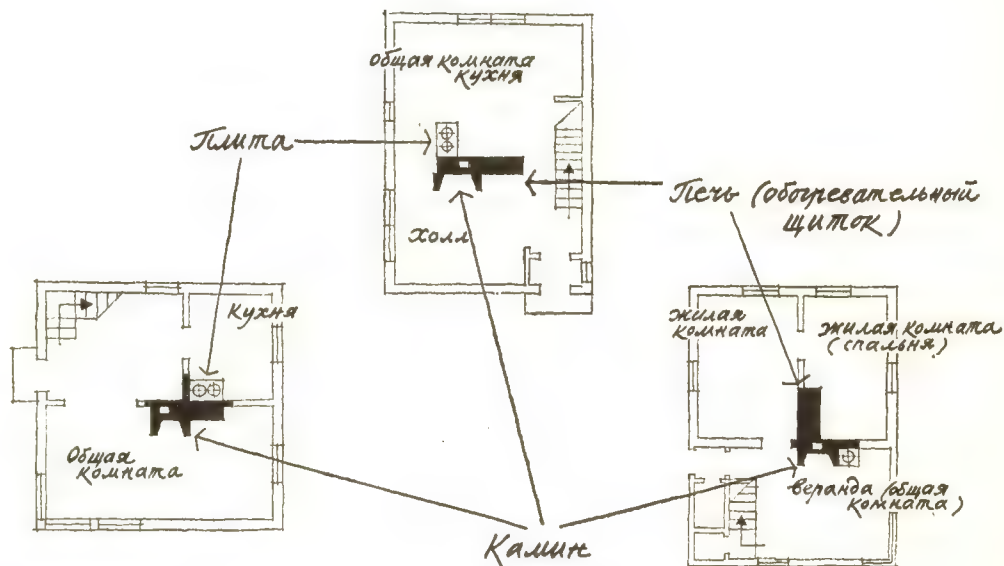 Общая комната
кухня
Плита
Печь (обогревательный
щиток)
холл
кухня
жилая
комната
жилая комната
(спальня)
Общая
комната
веранда (общая
комната)
Камин